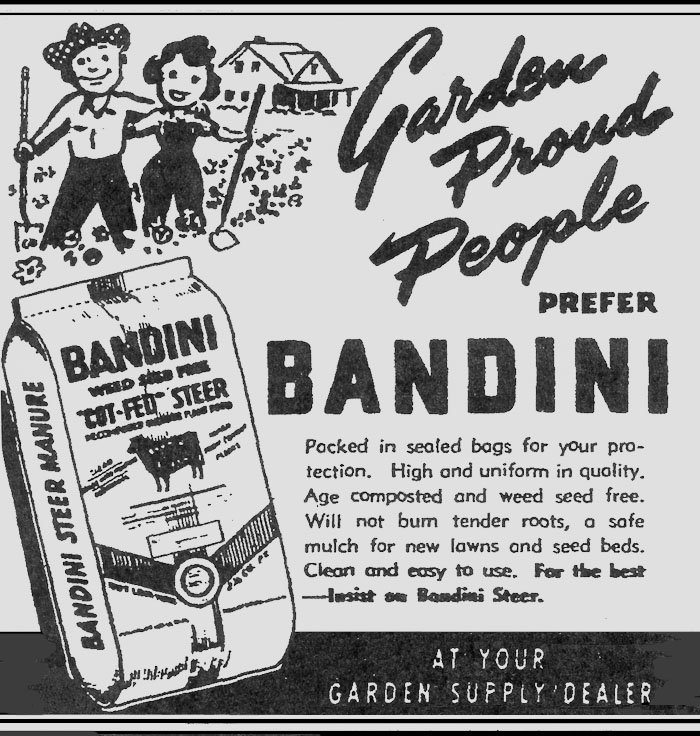 Garden
Proud
People
PREFER
BANDINI
Packed in sealed bags for your pro-
tection. High and uniform in quality.
Age composted and weed seed free.
Will not burn tender roots, a safe
mulch for new lawns and seed beds.
Clean and easy to use. For the best
—Insist on Bandini Steer.
BANDINI
WEED SEED FREE
"COT-FED" STEER
BANDINI STEER MANURE
AT YOUR
GARDEN SUPPLY DEALER